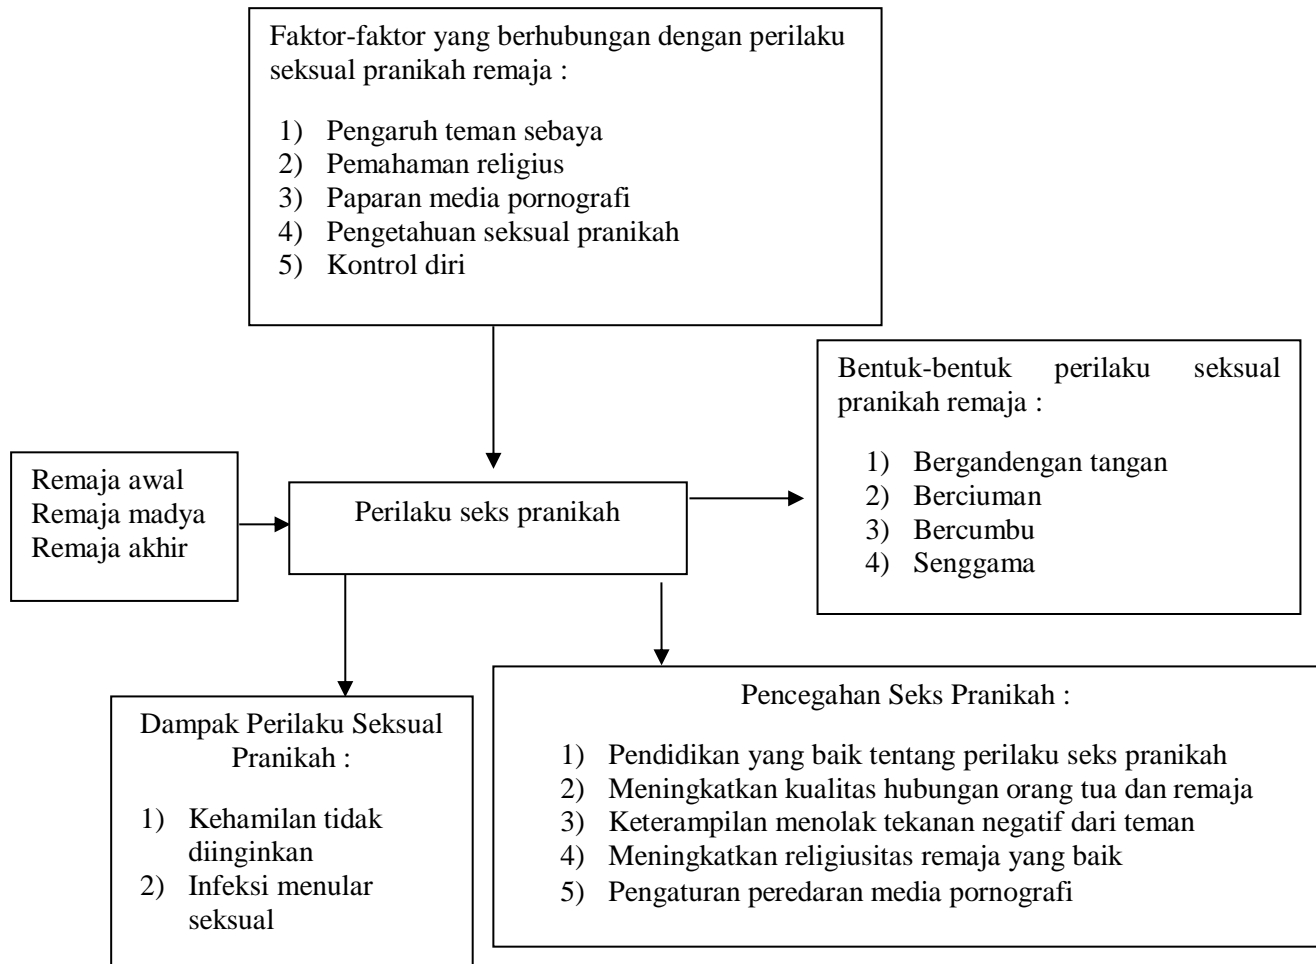 Faktor-faktor yang berhubungan dengan perilaku
seksual pranikah remaja :
1) Pengaruh teman sebaya
2) Pemahaman religius
3) Paparan media pornografi
4) Pengetahuan seksual pranikah
5) Kontrol diri
Bentuk-bentuk perilaku seksual
pranikah remaja :
1) Bergandengan tangan
2) Berciuman
3) Bercumbu
4) Senggama
Remaja awal
Remaja madya
Remaja akhir
Perilaku seks pranikah
Dampak Perilaku Seksual
Pranikah :
1) Kehamilan tidak
diinginkan
2) Infeksi menular
seksual
Pencegahan Seks Pranikah :
1) Pendidikan yang baik tentang perilaku seks pranikah
2) Meningkatkan kualitas hubungan orang tua dan remaja
3) Keterampilan menolak tekanan negatif dari teman
4) Meningkatkan religiusitas remaja yang baik
5) Pengaturan peredaran media pornografi